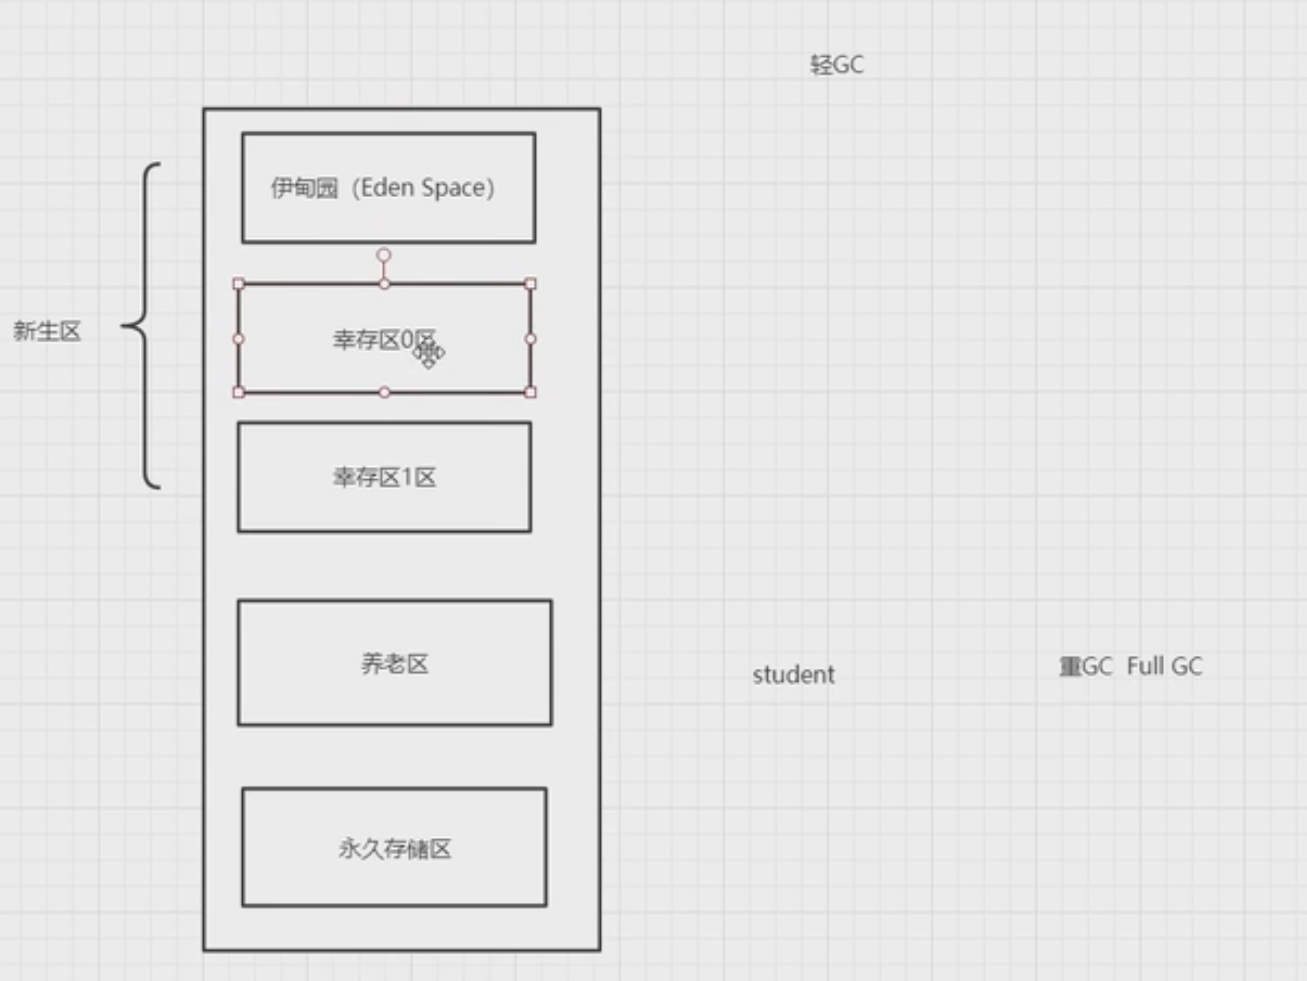 轻GC
伊甸园（Eden Space）
新生区
幸存区0区
幸存区1区
养老区
student
重GC Full GC
永久存储区